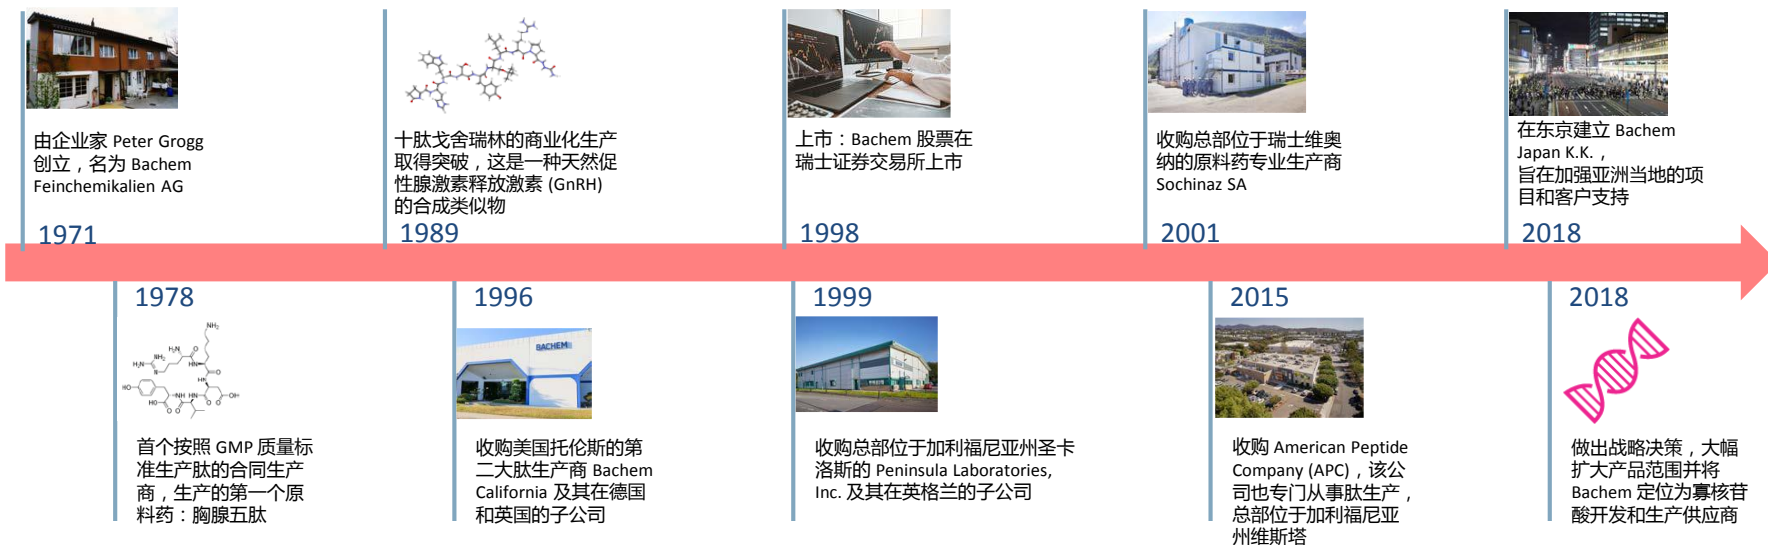 由企业家 Peter Grogg
创立，名为 Bachem
Feinchemikalien AG
1971
十肽戈舍瑞林的商业化生产
取得突破，这是一种天然促
性腺激素释放激素 (GnRH)
的合成类似物
1989
上市：Bachem 股票在
瑞士证券交易所上市
1998
收购总部位于瑞士维奥
纳的原料药专业生产商
Sochinaz SA
2001
在东京建立 Bachem
Japan K.K.，
旨在加强亚洲当地的项
目和客户支持
2018
1978
NH₂
H₂N
NH₂
O
H₂N
N
HN
O
HN
HO
NH
HN
O
OH
HO
O
O
O
首个按照 GMP 质量标
准生产肽的合同生产
商，生产的第一个原
料药：胸腺五肽
1996
BACHEM
收购美国托伦斯的第
二大肽生产商 Bachem
California 及其在德国
和英国的子公司
1999
收购总部位于加利福尼亚州圣卡
洛斯的 Peninsula Laboratories,
Inc. 及其在英格兰的子公司
2015
收购 American Peptide
Company (APC)，该公
司也专门从事肽生产，
总部位于加利福尼亚
州维斯塔
2018
做出战略决策，大幅
扩大产品范围并将
Bachem 定位为寡核苷
酸开发和生产供应商